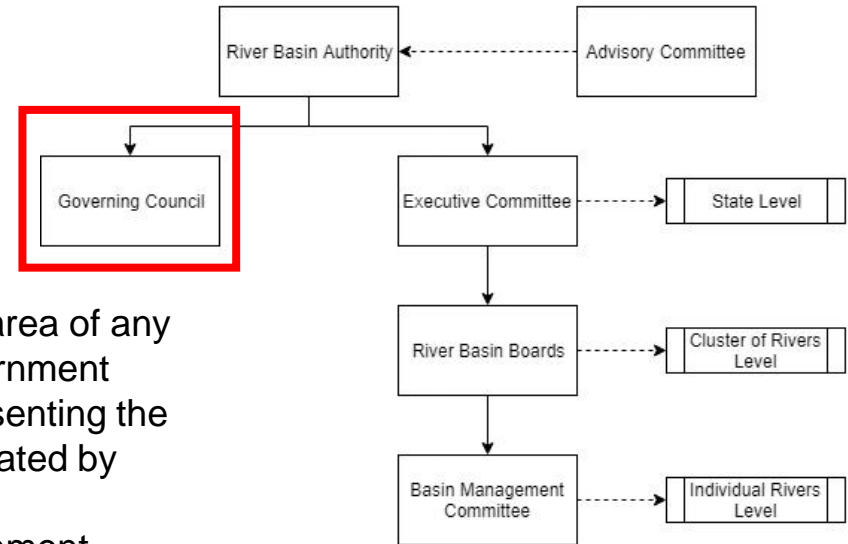 River Basin Authority
Advisory Committee
Governing Council
Executive Committee
State Level
area of any
ernment
senting the
ated by
River Basin Boards
Cluster of Rivers
Level
Basin Management
Committee
Individual Rivers
Level